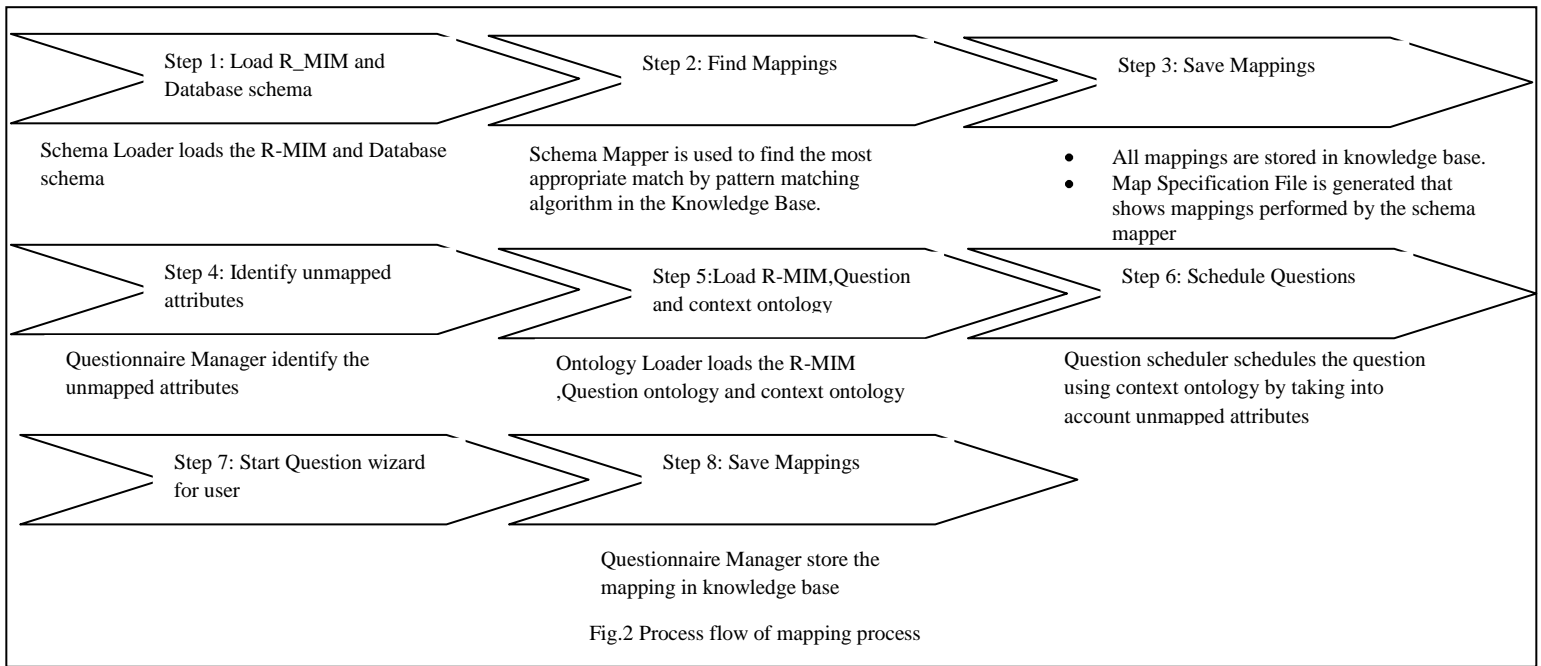 Step 1: Load R_MIM and
Database schema
Step 2: Find Mappings
Step 3: Save Mappings
Schema Loader loads the R-MIM and Database
schema
Schema Mapper is used to find the most
appropriate match by pattern matching
algorithm in the Knowledge Base.
• All mappings are stored in knowledge base.
• Map Specification File is generated that
shows mappings performed by the schema
mapper
Step 4: Identify unmapped
attributes
Step 5:Load R-MIM,Question
and context ontology
Step 6: Schedule Questions
Questionnaire Manager identify the
unmapped attributes
Ontology Loader loads the R-MIM
,Question ontology and context ontology
Question scheduler schedules the question
using context ontology by taking into
account unmapped attributes
Step 7: Start Question wizard
for user
Step 8: Save Mappings
Questionnaire Manager store the
mapping in knowledge base
Fig.2 Process flow of mapping process